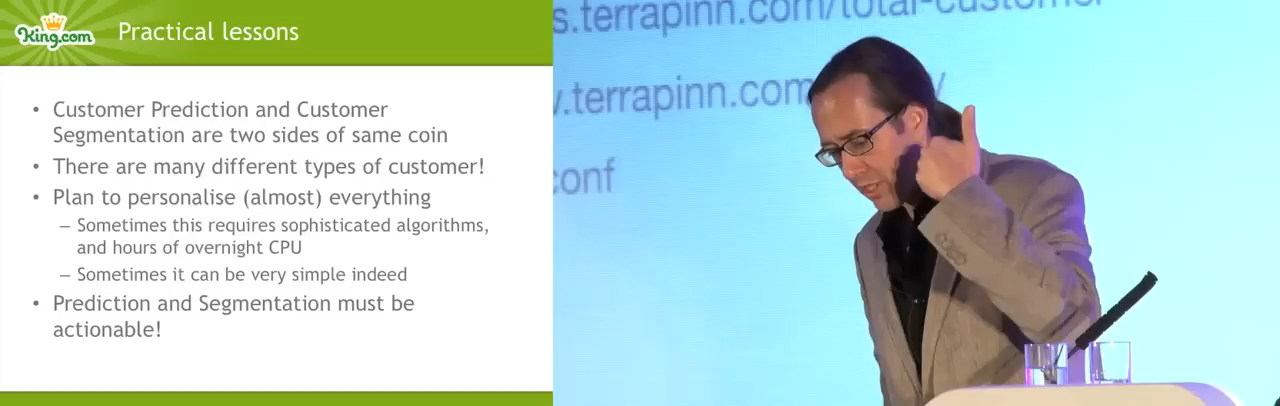 King.com
Practical lessons
• Customer Prediction and Customer
Segmentation are two sides of same coin
• There are many different types of customer!
• Plan to personalise (almost) everything
– Sometimes this requires sophisticated algorithms,
and hours of overnight CPU
– Sometimes it can be very simple indeed
• Prediction and Segmentation must be
actionable!
s.terrapinn.com/total-customer
.terrapinn.com
conf